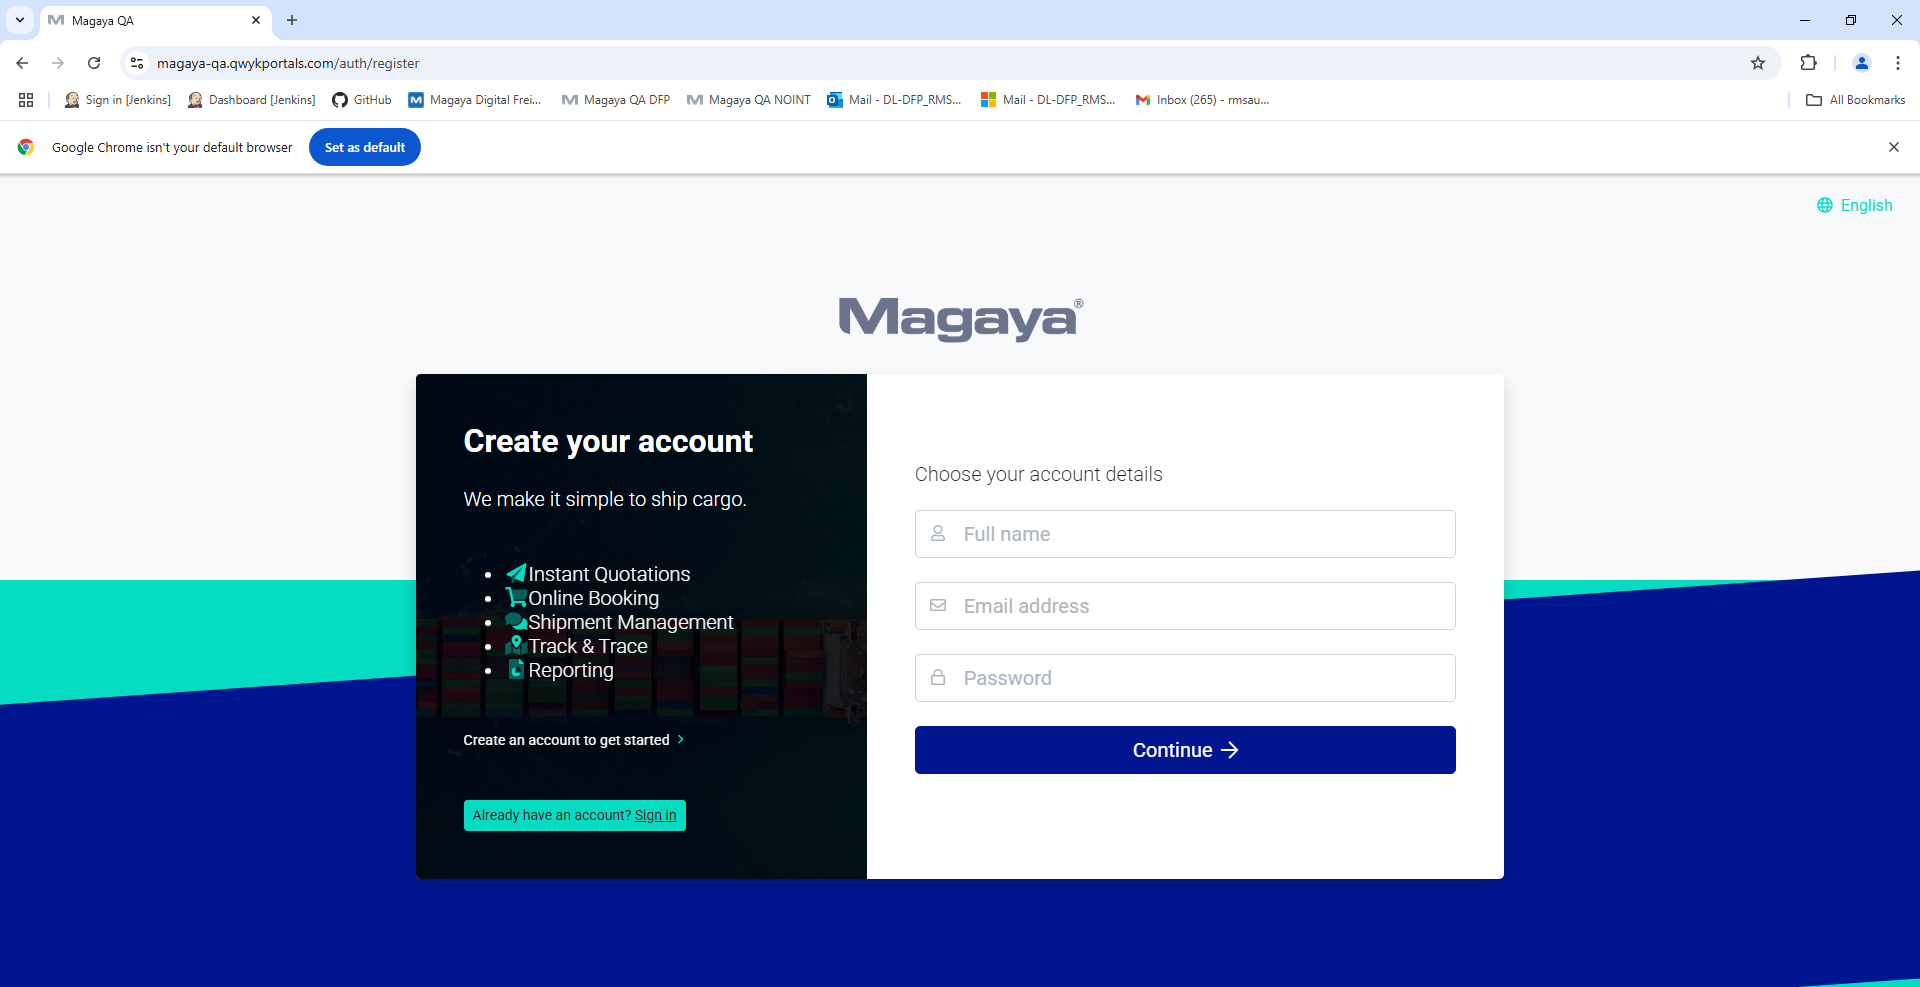 Magaya QA
magaya-qa.qwykportals.com/auth/register
Sign in [Jenkins]
Dashboard [Jenkins]
GitHub
Magaya Digital Frei...
Magaya QA DFP
Magaya QA NOINT
Mail - DL-DFP_RMS...
Mail - DL-DFP_RMS...
Inbox (265) - rmsau...
All Bookmarks
Google Chrome isn't your default browser
Set as default
English
Magaya®
Create your account
We make it simple to ship cargo.
Instant Quotations
Online Booking
Shipment Management
Track & Trace
Reporting
Create an account to get started
Already have an account? Sign in
Choose your account details
Full name
Email address
Password
Continue